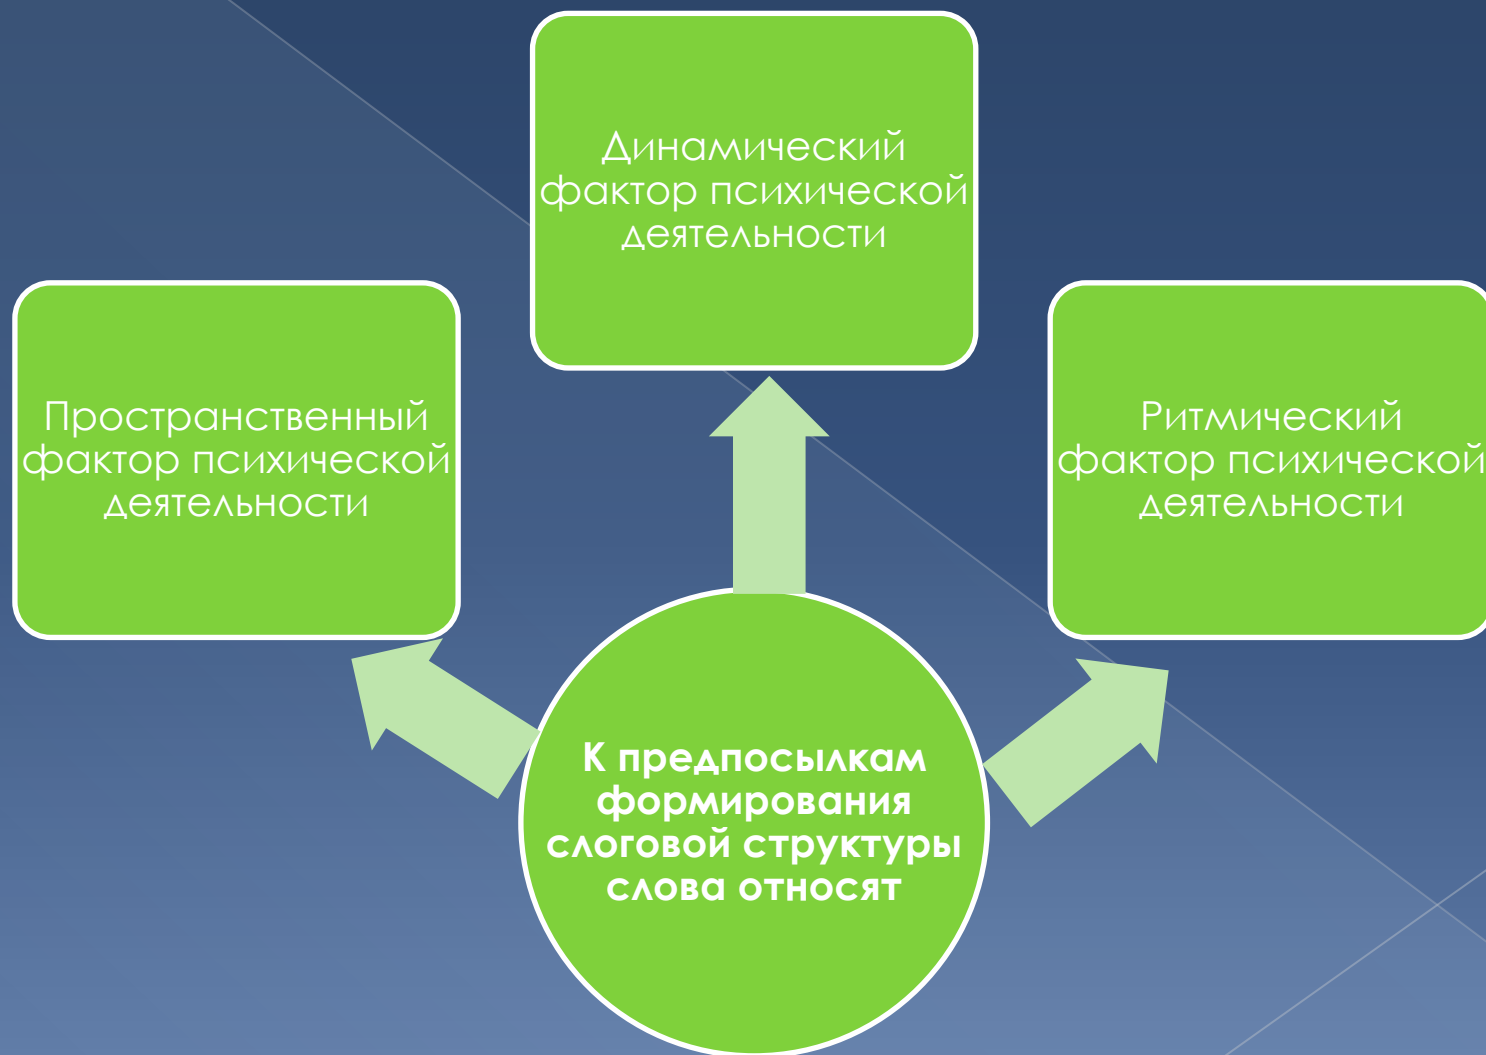 Динамический
фактор психической
деятельности
Пространственный
фактор психической
деятельности
Ритмический
фактор психической
деятельности
К предпосылкам
формирования
слоговой структуры
слова относят